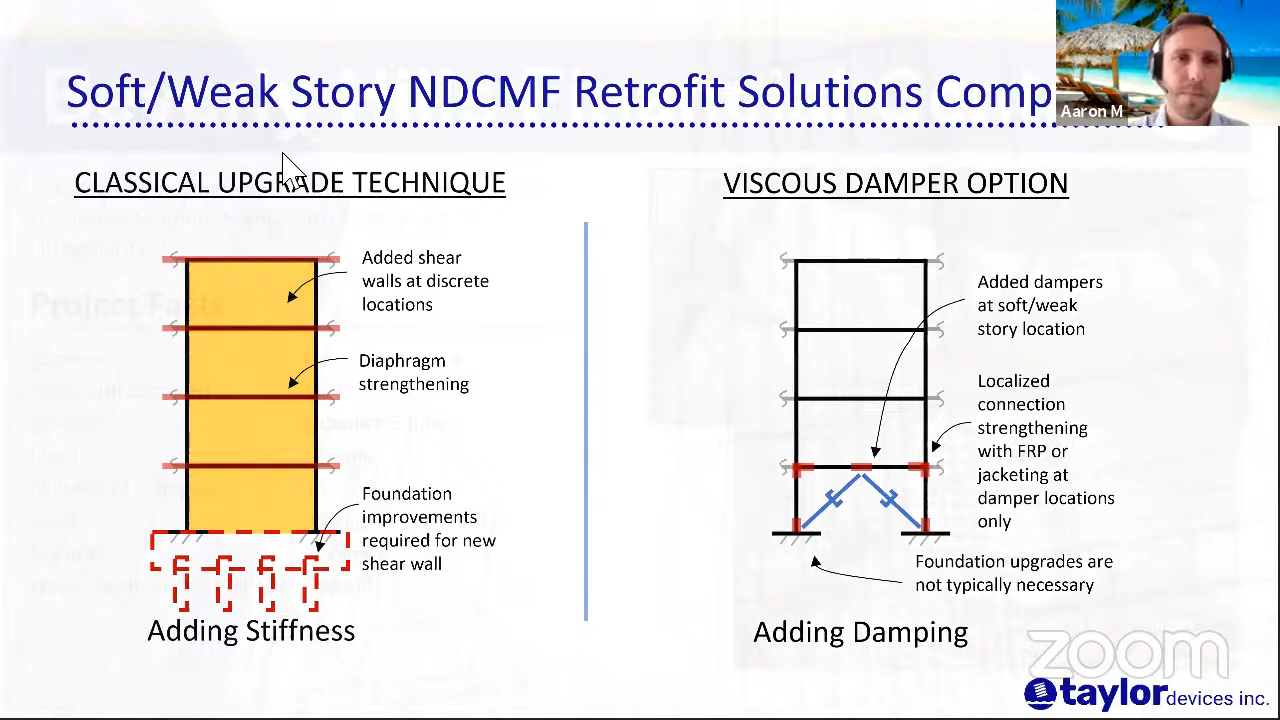 Soft/Weak Story NDCMF Retrofit Solutions Comp
Aaron M
CLASSICAL UPGRADE TECHNIQUE
Added shear
walls at discrete
locations
Diaphragm
strengthening
Foundation
improvements
required for new
shear wall
Adding Stiffness
VISCOUS DAMPER OPTION
Added dampers
at soft/weak
story location
Localized
connection
strengthening
with FRP or
jacketing at
damper locations
only
Foundation upgrades are
not typically necessary
Adding Damping
Project Facts
zoom
taylor devices inc.